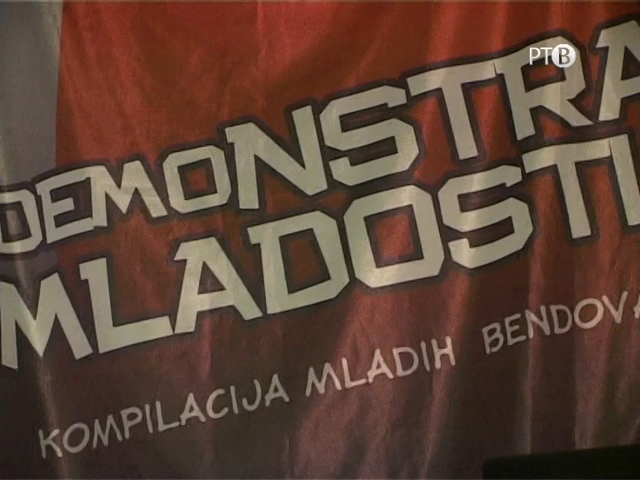 РТВ
DEMONSTRA
MLADOSTI
KOMPILACIJA MLADIH BENDOVA